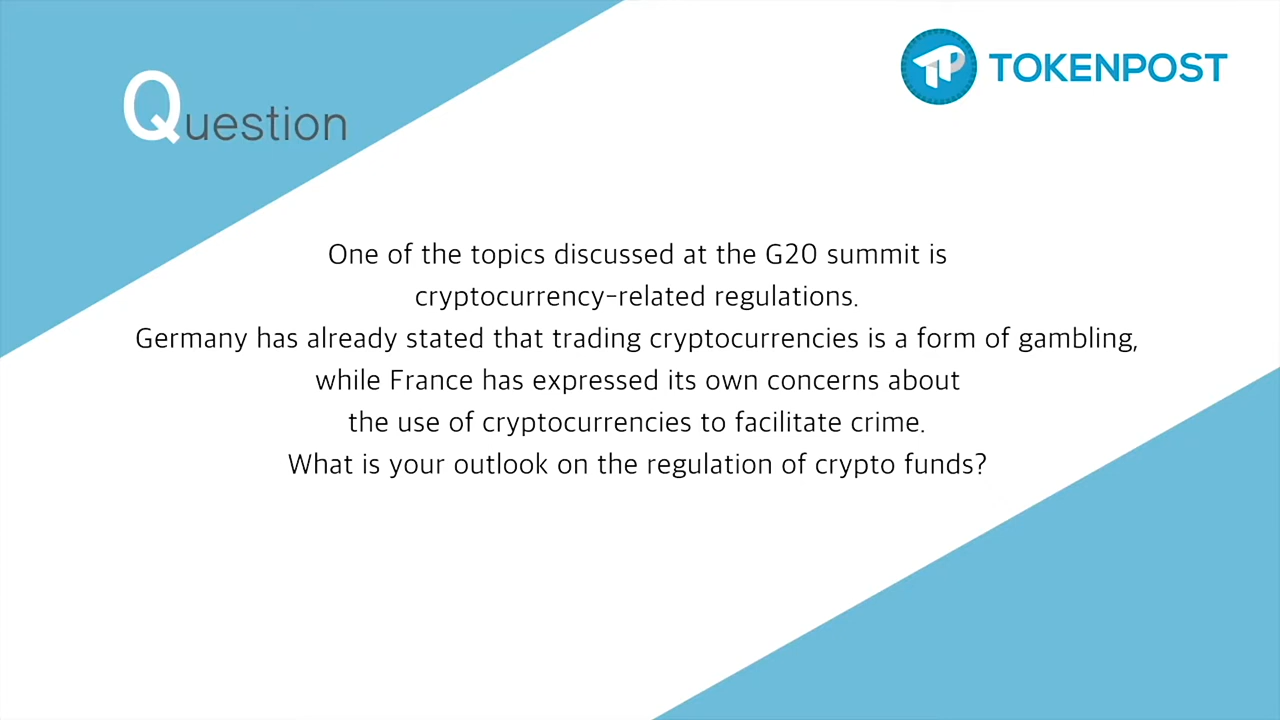 TOKENPOST
Question
One of the topics discussed at the G20 summit is
cryptocurrency-related regulations.
Germany has already stated that trading cryptocurrencies is a form of gambling,
while France has expressed its own concerns about
the use of cryptocurrencies to facilitate crime.
What is your outlook on the regulation of crypto funds?